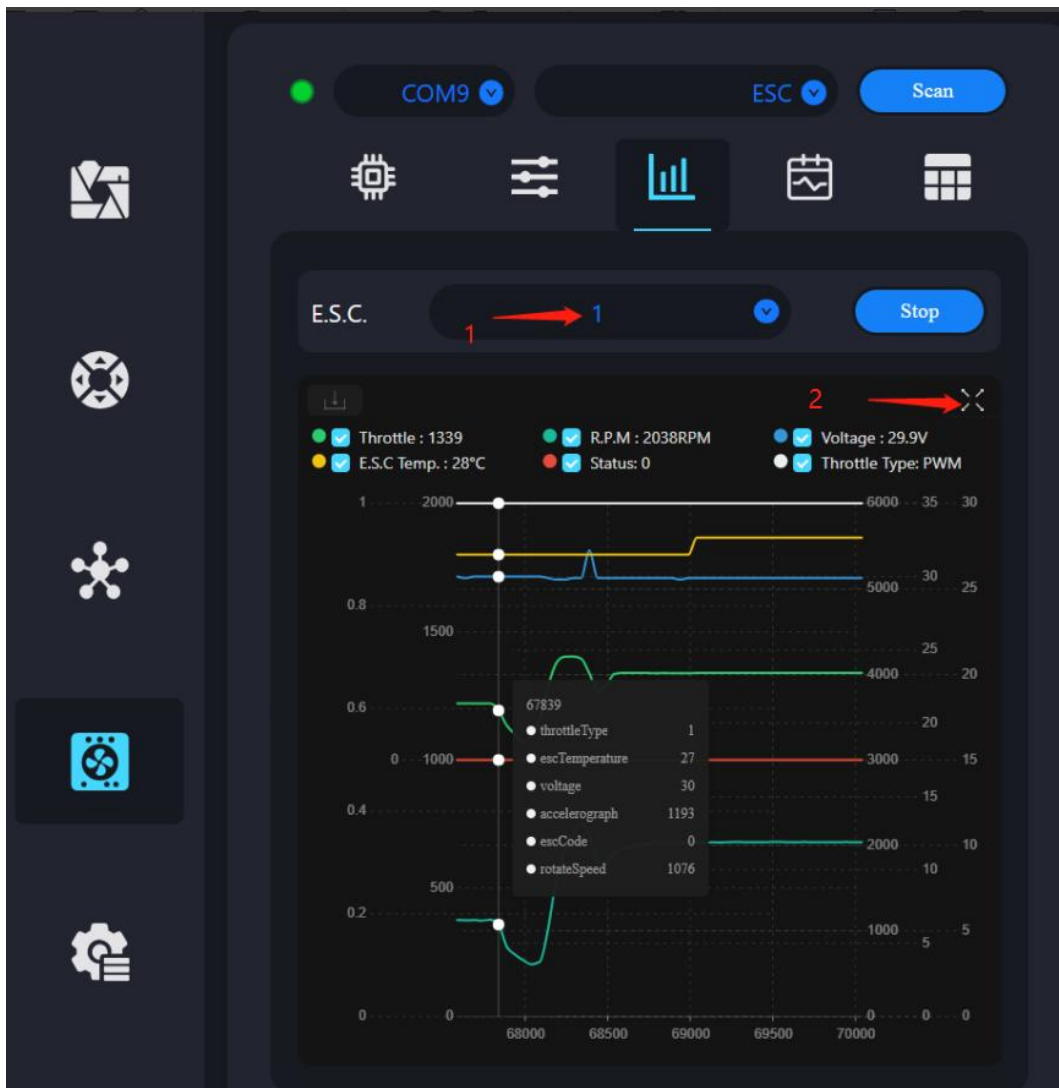 COM9 ESC Scan
E.S.C. 1 1 Stop
2
Throttle : 1339 R.P.M : 2038RPM Voltage : 29.9V
E.S.C Temp. : 28°C Status: 0 Throttle Type: PWM
1 2000 6000 35 30
30
5000 25
0.8
1500
25
4000 20
67839
0.6
20
throttleType 1
0 1000 escTemperature 27 3000 15
voltage 30
15
0.4
accelerograph 1193
escCode 0 2000 10
rotateSpeed 1076 10
500
0.2
1000 5
5
0 0 0 0 0
68000 68500 69000 69500 70000